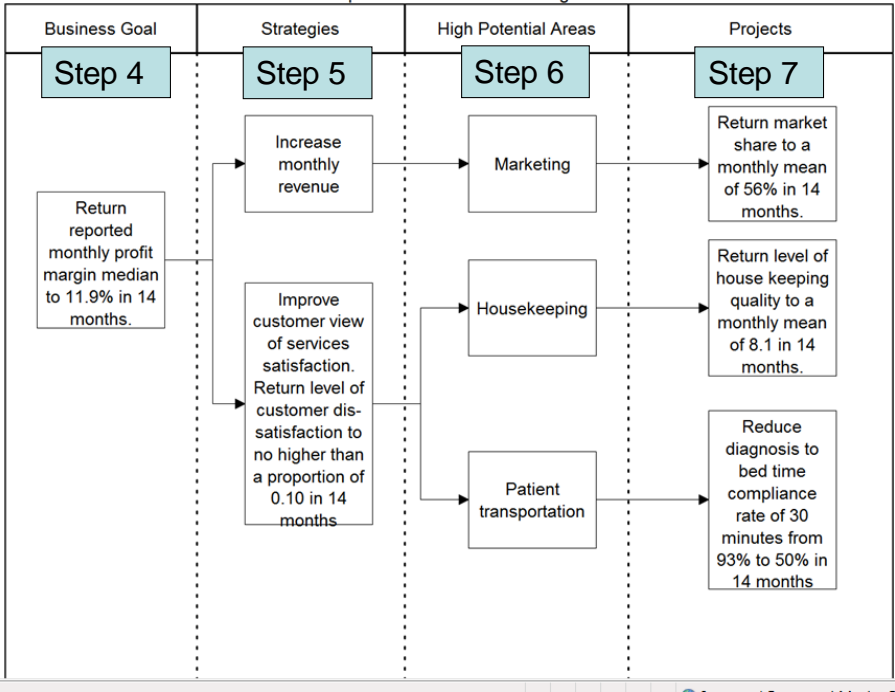 Business Goal
Strategies
High Potential Areas
Projects
Step 4
Step 5
Step 6
Step 7
Return
reported
monthly profit
margin median
to 11.9% in 14
months.
Increase
monthly
revenue
Improve
customer view
of services
satisfaction.
Return level of
customer dis-
satisfaction to
no higher than
a proportion of
0.10 in 14
months
Marketing
Housekeeping
Patient
transportation
Return market
share to a
monthly mean
of 56% in 14
months.
Return level of
house keeping
quality to a
monthly mean
of 8.1 in 14
months.
Reduce
diagnosis to
bed time
compliance
rate of 30
minutes from
93% to 50% in
14 months